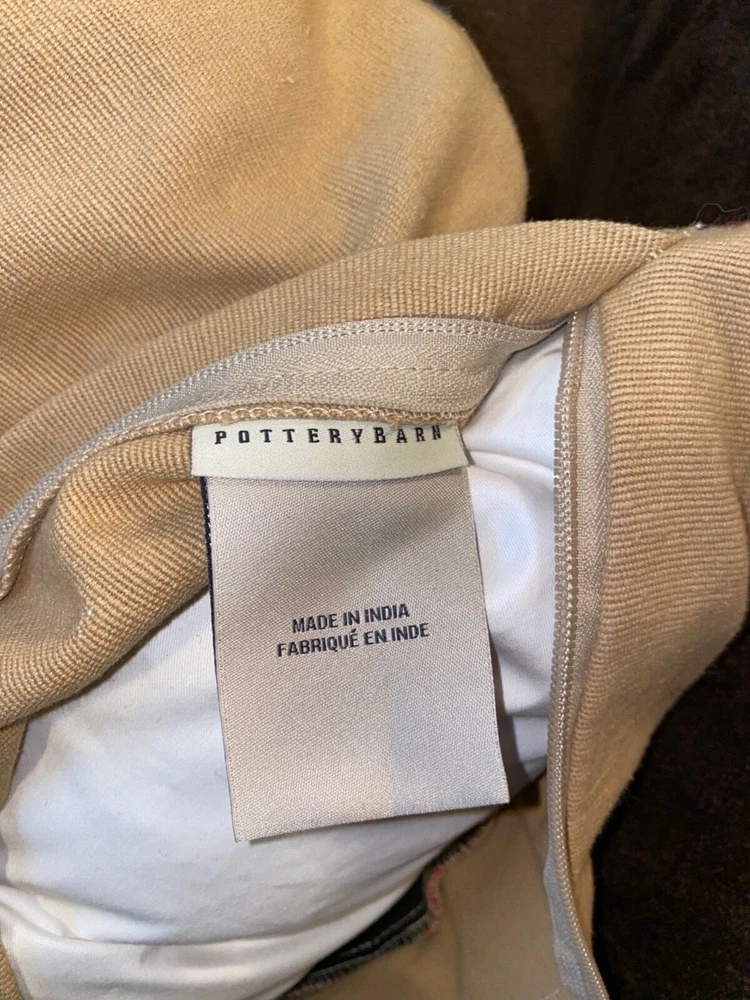 POTTERYBARN
MADE IN INDIA
FABRIQUÉ EN INDE